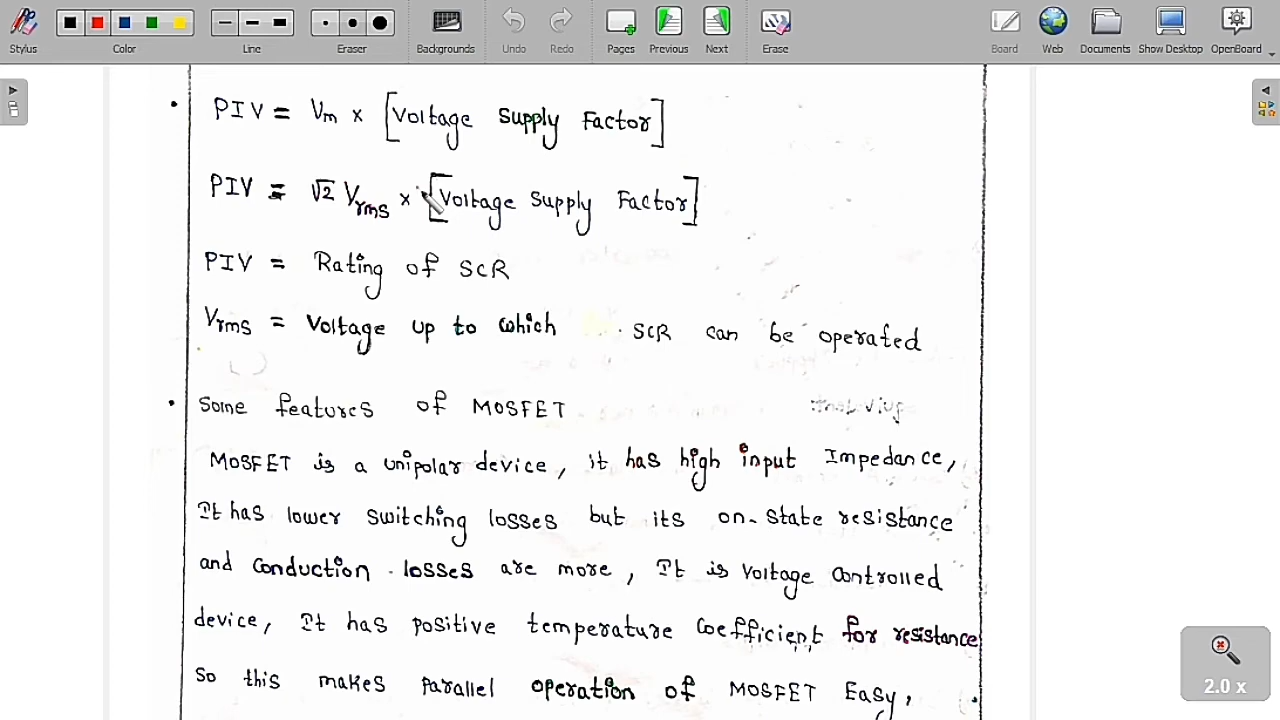 Stylus Color Line Eraser Backgrounds Undo Redo Pages Previous Next Erase Board Web Documents Show Desktop OpenBoard
• PIV = Vm × [Voltage Supply Factor]
PIV = √2 Vrms × [Voltage Supply Factor]
PIV = Rating of SCR
Vrms = Voltage up to which SCR can be operated
• Some features of MOSFET
MOSFET is a unipolar device, it has high input Impedance,
It has lower switching losses but its on-state resistance
and conduction losses are more, It is voltage controlled
device, It has positive temperature coefficient for resistance
So this makes parallel operation of MOSFET Easy,
2.0 x